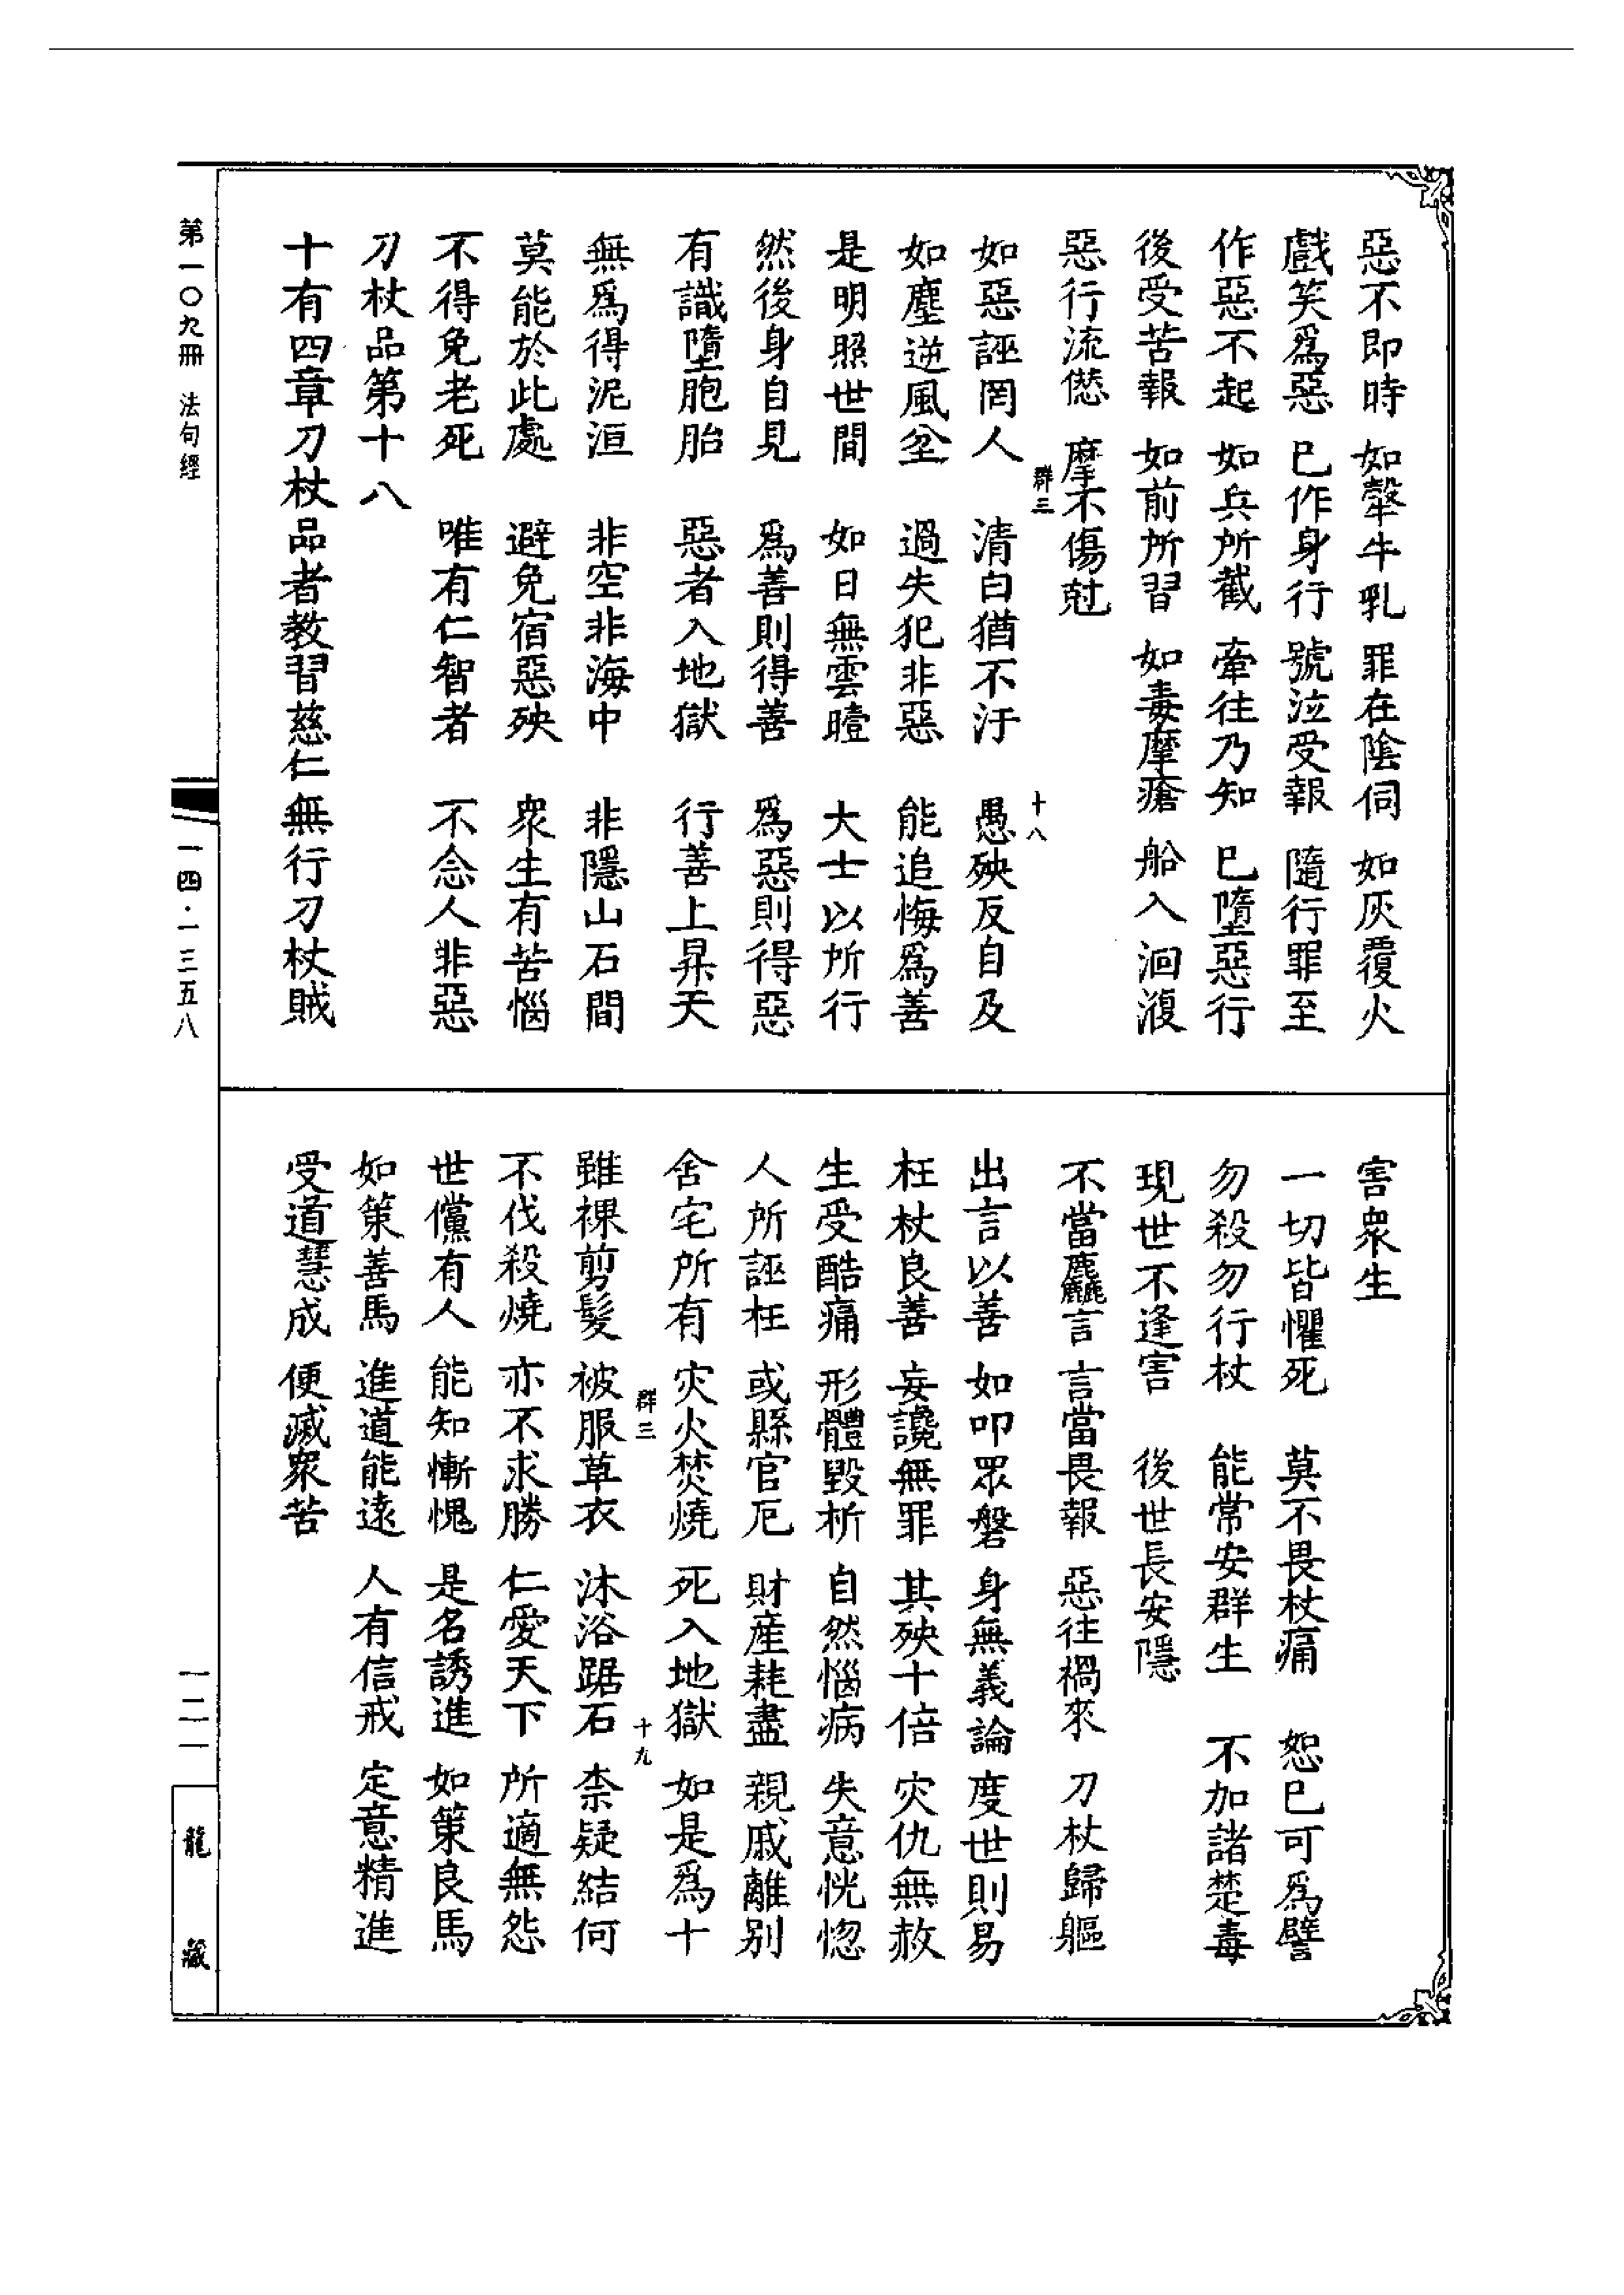 惡不即時　如犛牛乳　罪在陰伺　如灰覆火
戲笑爲惡　已作身行　號泣受報　隨行罪至
作惡不起　如兵所截　牽往乃知　已墮惡行
後受苦報　如前所習　如毒摩瘡　船入洄澓
惡行流𠎝　摩不傷尅
群三
十八
如惡誣罔人　清白猶不汙　愚殃反自及
如塵逆風坌　過失犯非惡　能追悔爲善
是明照世間　如日無雲曀　大士以所行
然後身自見　爲善則得善　爲惡則得惡
有識墮胞胎　惡者入地獄　行善上昇天
無爲得泥洹　非空非海中　非隱山石間
莫能於此處　避免宿惡殃　衆生有苦惱
不得免老死　唯有仁智者　不念人非惡
刀杖品第十八
十有四章刀杖品者教習慈仁無行刀杖賊
害衆生
一切皆懼死　莫不畏杖痛　恕已可爲譬
勿殺勿行杖　能常安群生　不加諸楚毒
現世不逢害　後世長安隱
不當麤言　言當畏報　惡往禍來　刀杖歸軀
出言以善　如叩眾磐　身無義論　度世則易
枉杖良善　妄讒無罪　其殃十倍　灾仇無赦
生受酷痛　形體毀析　自然惱病　失意恍惚
人所誣枉　或縣官厄　財産耗盡　親戚離别
舍宅所有　灾火焚燒　死入地獄　如是爲十
群三
十九
雖裸剪髮　被服草衣　沐浴踞石　柰疑結何
不伐殺燒　亦不求勝　仁愛天下　所適無怨
世儻有人　能知慚愧　是名誘進　如策良馬
如策善馬　進道能遠　人有信戒　定意精進
受道慧成　便滅衆苦
第一〇九冊　法句經
一四·一三五八
一二一
龍藏